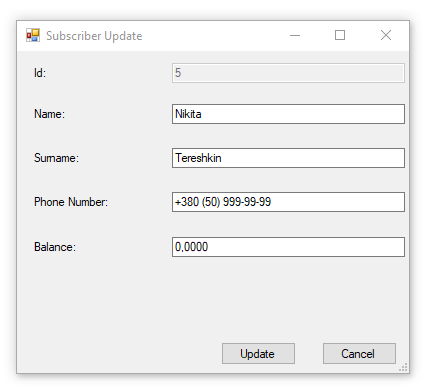 Subscriber Update
Id: 5
Name: Nikita
Surname: Tereshkin
Phone Number: +380 (50) 999-99-99
Balance: 0,0000
Update Cancel